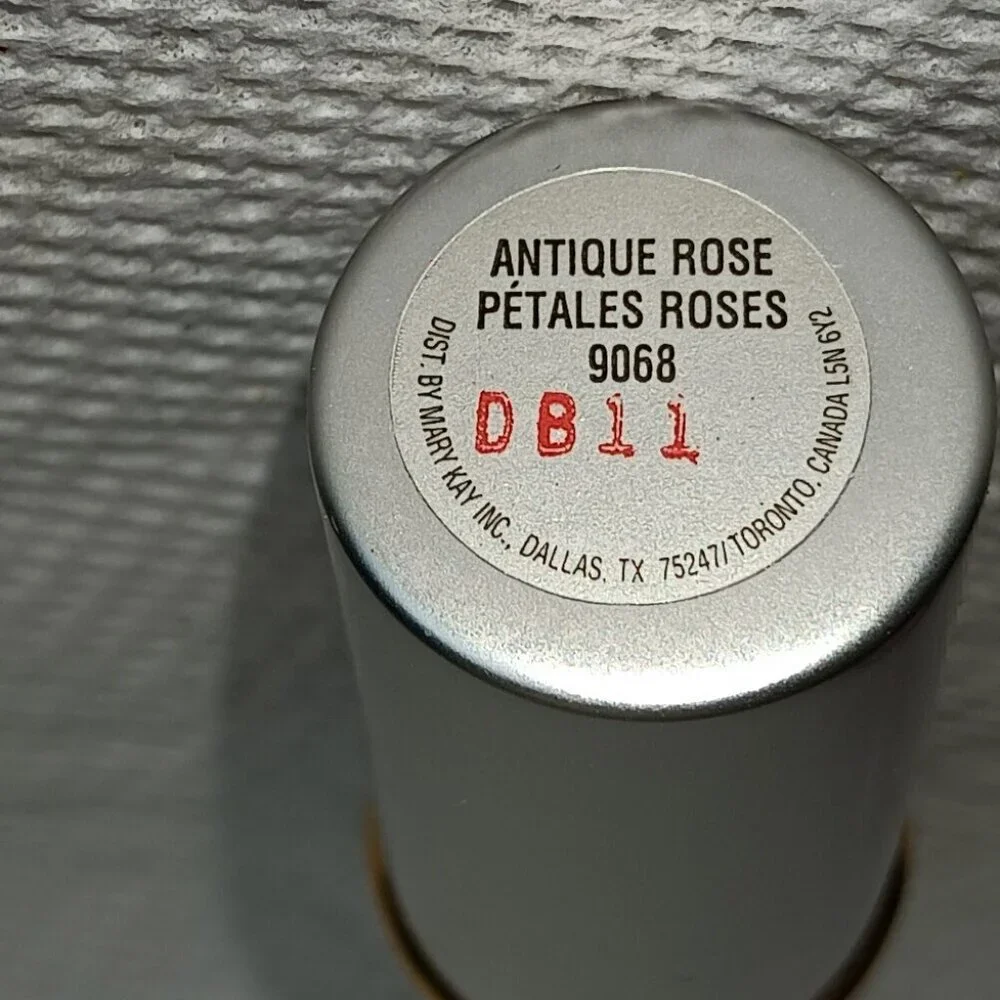 ANTIQUE ROSE
PÉTALES ROSES
9068
DB11
DIST. BY MARY KAY INC., DALLAS, TX 75247/TORONTO, CANADA L5N 6Y2